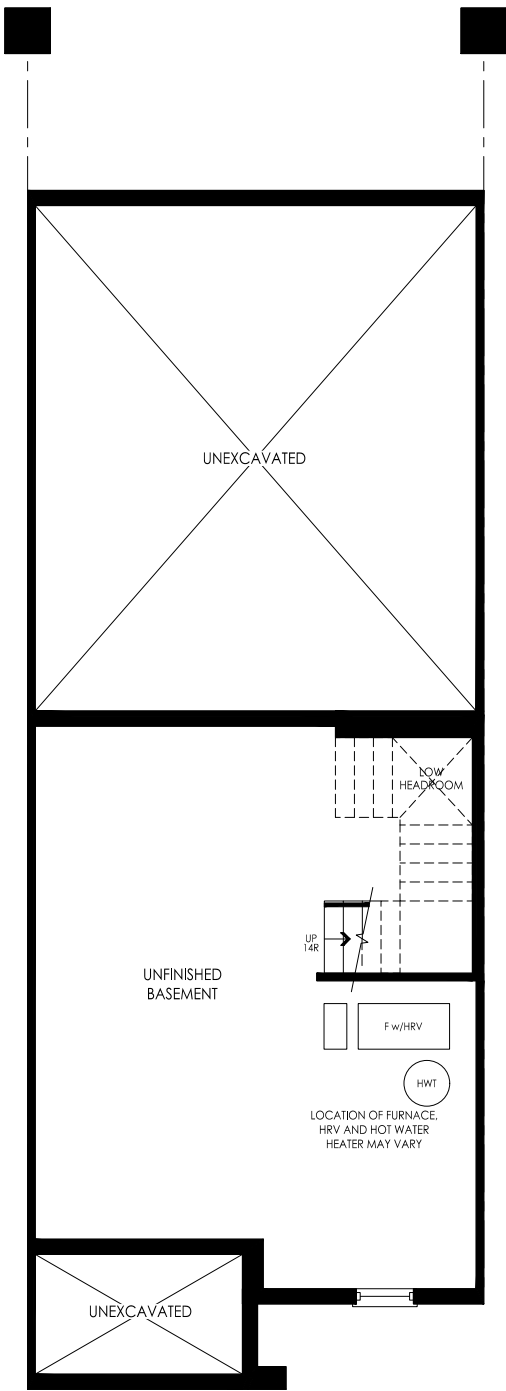 UNEXCAVATED
LOW
HEADROOM
UP
14R
UNFINISHED
BASEMENT
F w/HRV
HWT
LOCATION OF FURNACE,
HRV AND HOT WATER
HEATER MAY VARY
UNEXCAVATED